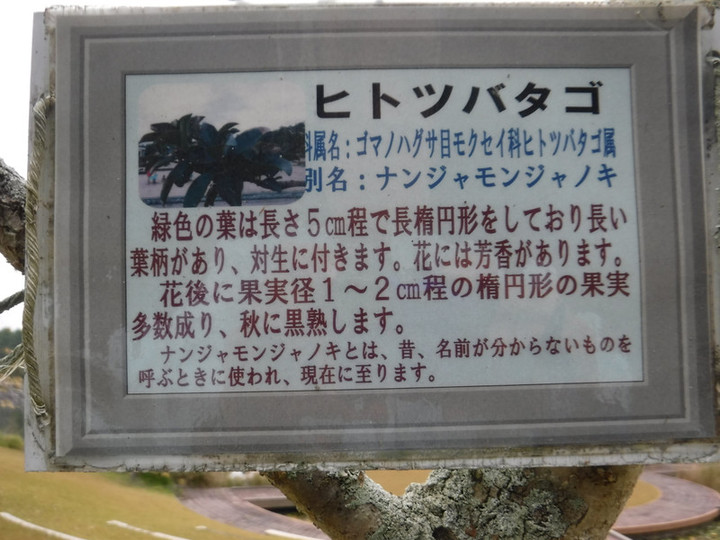 ヒトツバタゴ
科属名：ゴマノハグサ目モクセイ科ヒトツバタゴ属
別名：ナンジャモンジャノキ
緑色の葉は長さ５㎝程で長楕円形をしており長い
葉柄があり、対生に付きます。花には芳香があります。
花後に果実径１～２㎝程の楕円形の果実
多数成り、秋に黒熟します。
ナンジャモンジャノキとは、昔、名前が分からないものを
呼ぶときに使われ、現在に至ります。